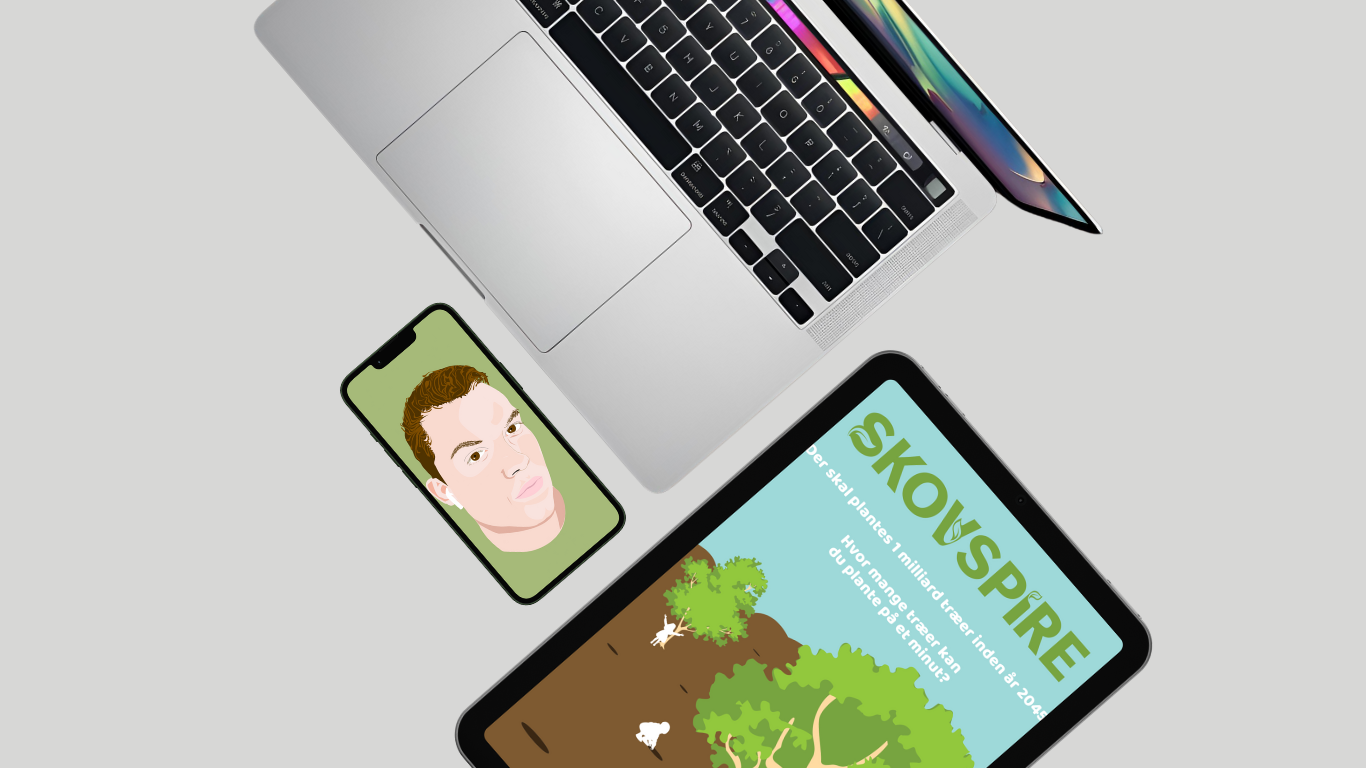 SKOVSPIRE
Der skal plantes 1 milliard træer inden år 2045
Hvor mange træer kan
du plante på et minut?